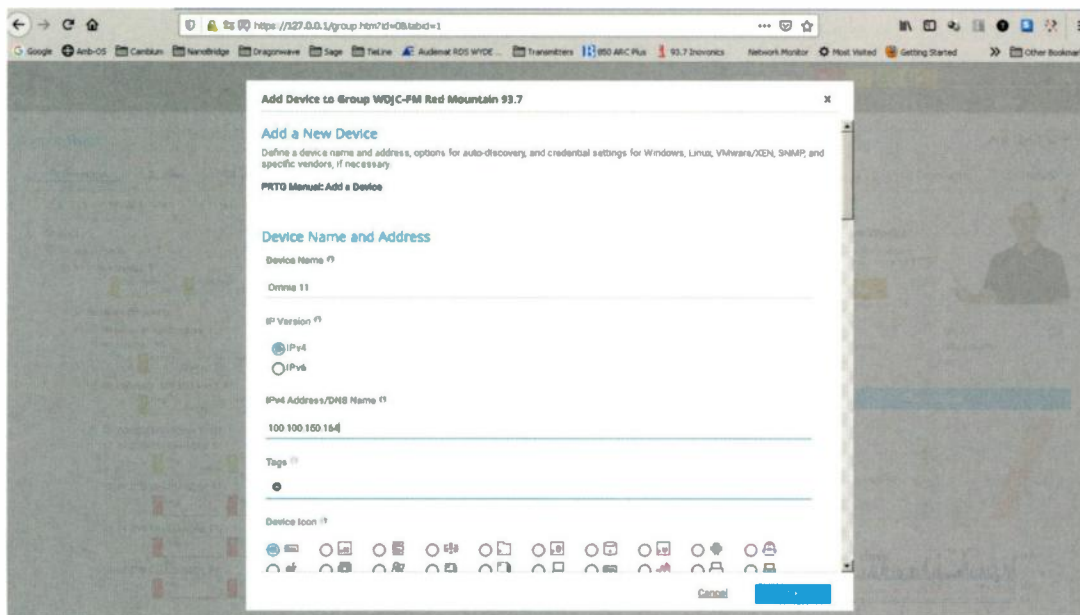 https://127.0.0.1/group.htm?id=0&tabid=1
Google Amb-OS Cambium NanoBridge Dragonwave Sage TieLine Audemat RDS WYDE ... Transmitters 850 ARC Plus 93.7 Inovonics Network Monitor Most Visited Getting Started Other Bookmar
Add Device to Group WDJC-FM Red Mountain 93.7 x
Add a New Device
Define a device name and address, options for auto-discovery, and credential settings for Windows, Linux, VMware/XEN, SNMP, and
specific vendors, if necessary.
PRTG Manual: Add a Device
Device Name and Address
Device Name
Omnia 11
IP Version
IPv4
IPv6
IPv4 Address/DNS Name
100.100.150.164
Tags
Device Icon
Cancel